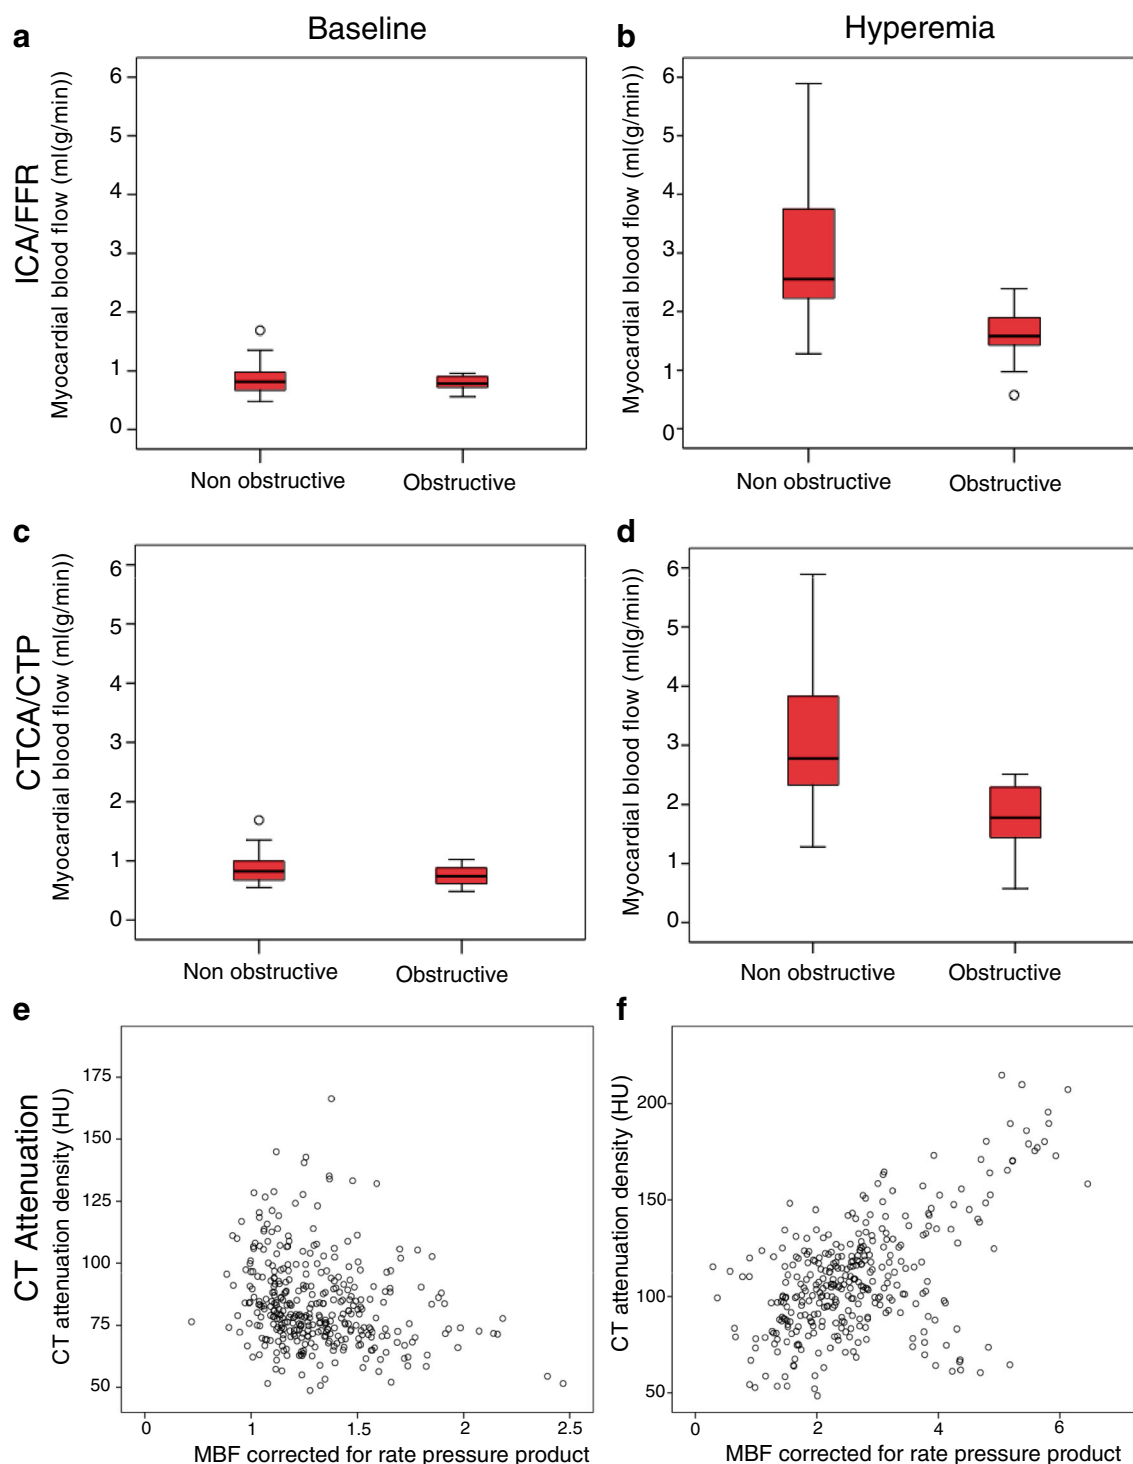 a
Baseline
b
Hyperemia
ICA/FFR
Myocardial blood flow (ml(g/min))
6
5
4
3
2
1
0
Non obstructive
Obstructive
Myocardial blood flow (ml(g/min))
6
5
4
3
2
1
0
Non obstructive
Obstructive
c
d
CTCA/CTP
Myocardial blood flow (ml(g/min))
6
5
4
3
2
1
0
Non obstructive
Obstructive
Myocardial blood flow (ml(g/min))
6
5
4
3
2
1
0
Non obstructive
Obstructive
e
f
CT Attenuation
CT attenuation density (HU)
175
150
125
100
75
50
0
1
1.5
2
2.5
MBF corrected for rate pressure product
CT attenuation density (HU)
200
150
100
50
0
2
4
6
MBF corrected for rate pressure product